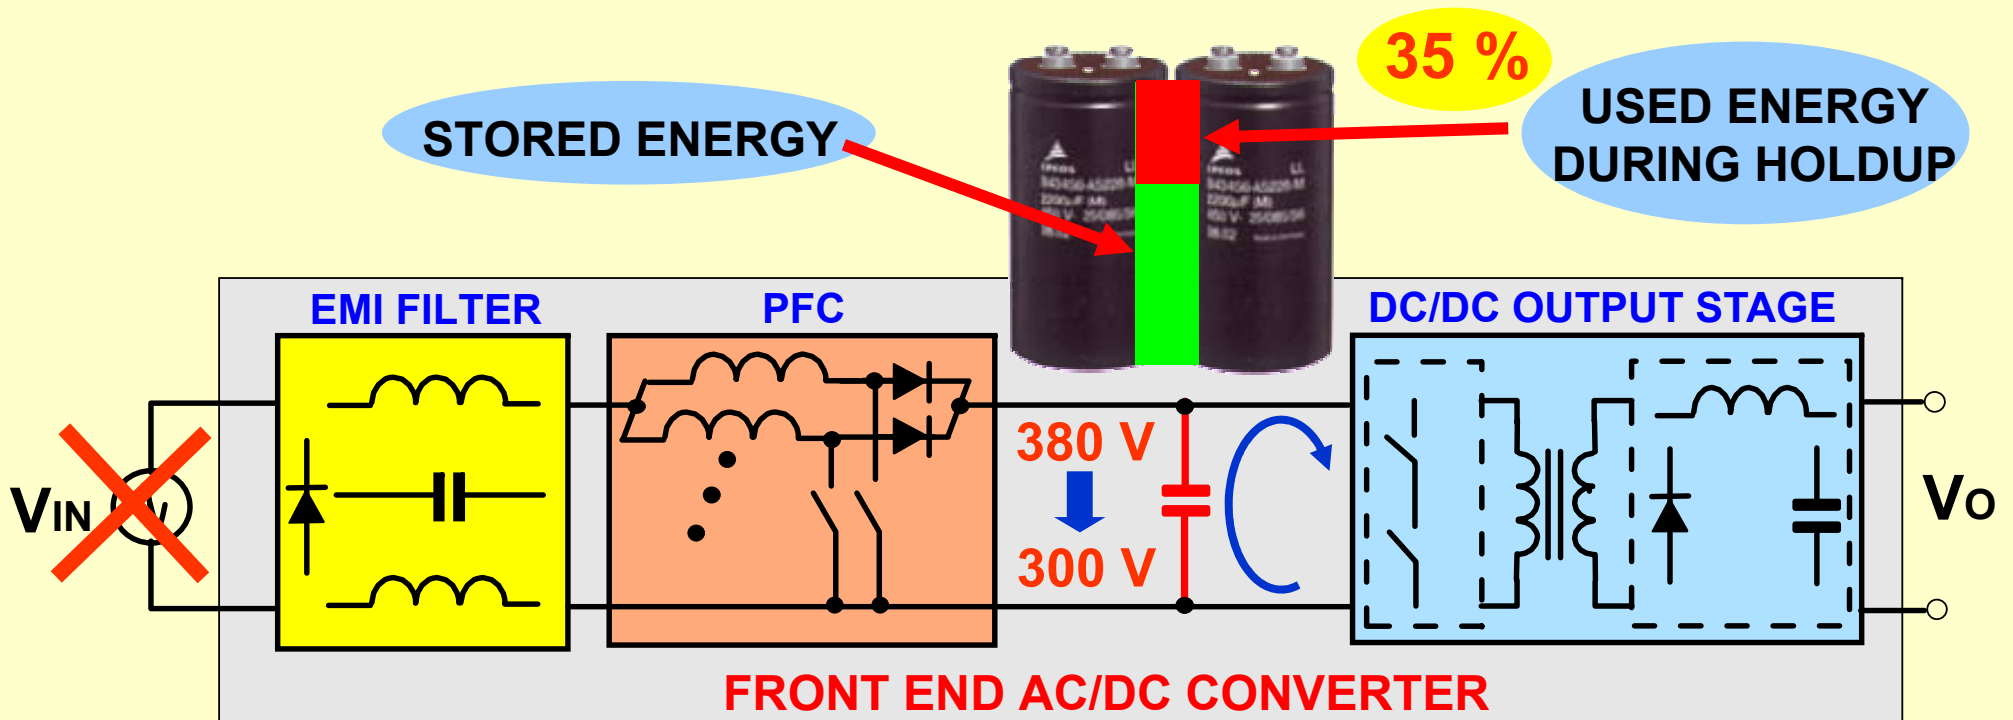 35 %
STORED ENERGY
USED ENERGY
DURING HOLDUP
EMI FILTER
PFC
DC/DC OUTPUT STAGE
380 V
300 V
VIN
VO
FRONT END AC/DC CONVERTER